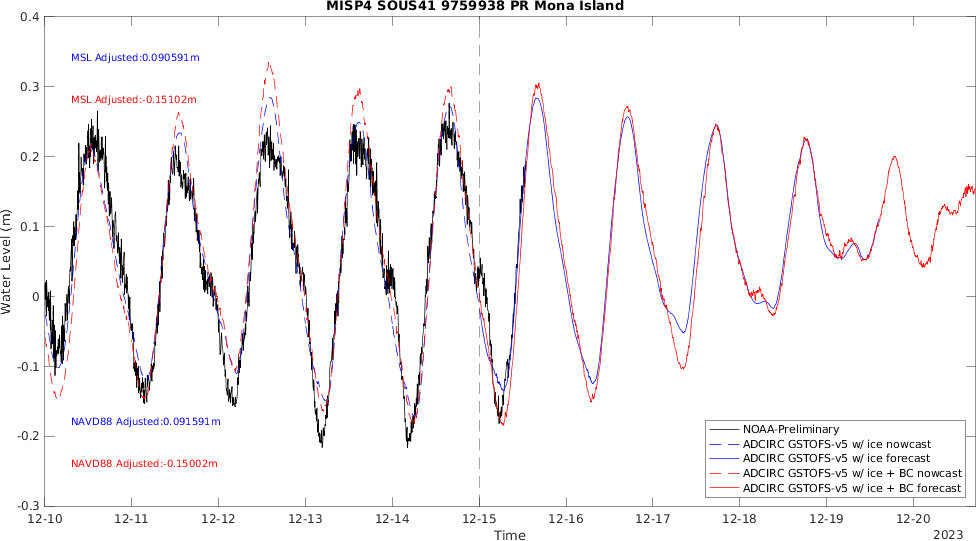 MISP4 SOUS41 9759938 PR Mona Island
0.4
0.3
0.2
0.1
0
-0.1
-0.2
-0.3
Water Level (m)
MSL Adjusted:0.090591m
MSL Adjusted:-0.15102m
NAVD88 Adjusted:0.091591m
NAVD88 Adjusted:-0.15002m
NOAA-Preliminary
ADCIRC GSTOFS-v5 w/ ice nowcast
ADCIRC GSTOFS-v5 w/ ice forecast
ADCIRC GSTOFS-v5 w/ ice + BC nowcast
ADCIRC GSTOFS-v5 w/ ice + BC forecast
12-10 12-11 12-12 12-13 12-14 12-15 12-16 12-17 12-18 12-19 12-20
Time
2023